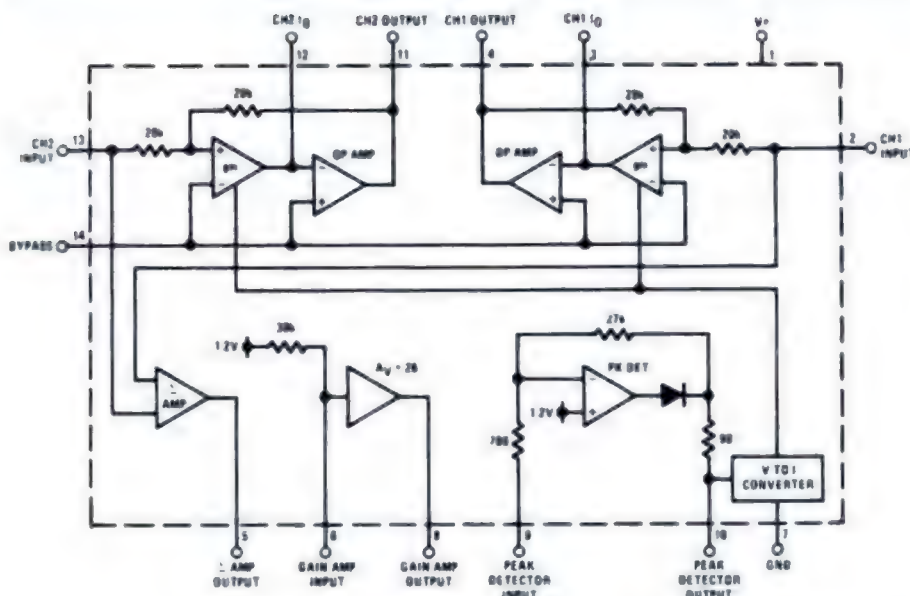 CH2 IO
CH2 OUTPUT
CH1 OUTPUT
CH1 IO
V+
12
11
4
3
1
20k
20k
CH2
INPUT
13
20k
20k
2
CH1
INPUT
gm
OP AMP
OP AMP
gm
BYPASS
14
30k
1.2V
AV = 26
27k
PK DET
1.2V
Σ
AMP
700
90
V TO I
CONVERTER
5
6
8
9
10
7
Σ AMP
OUTPUT
GAIN AMP
INPUT
GAIN AMP
OUTPUT
PEAK
DETECTOR
INPUT
PEAK
DETECTOR
OUTPUT
GND